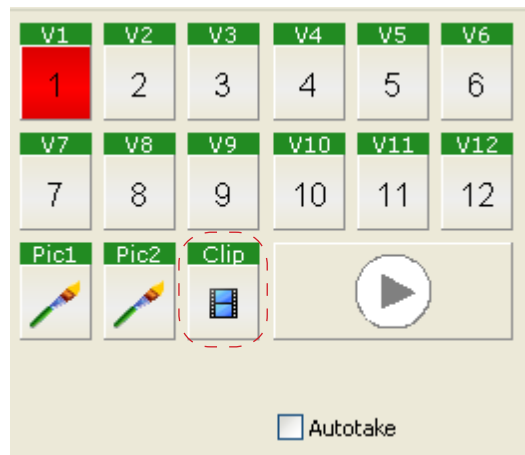 V1 V2 V3 V4 V5 V6
1 2 3 4 5 6
V7 V8 V9 V10 V11 V12
7 8 9 10 11 12
Pic1 Pic2 Clip
Autotake